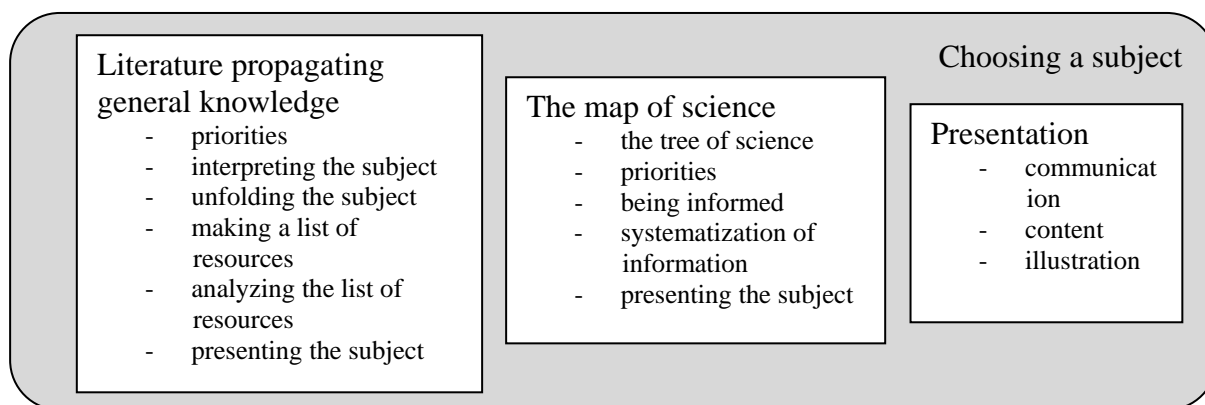 Choosing a subject
Literature propagating
general knowledge
- priorities
- interpreting the subject
- unfolding the subject
- making a list of
resources
- analyzing the list of
resources
- presenting the subject
The map of science
- the tree of science
- priorities
- being informed
- systematization of
information
- presenting the subject
Presentation
- communicat
ion
- content
- illustration